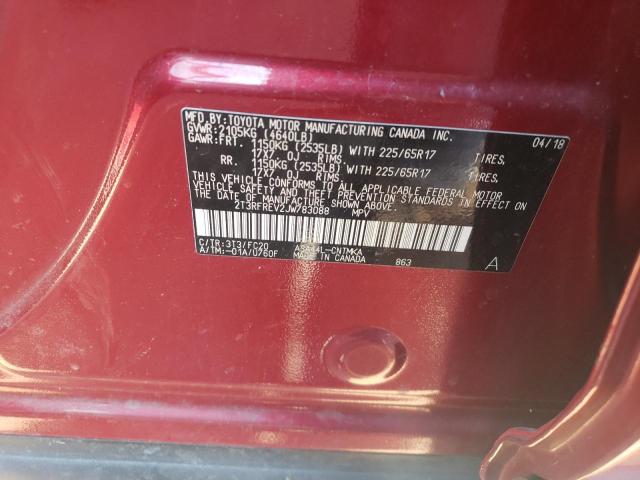 MFD BY:TOYOTA MOTOR MANUFACTURING CANADA INC. 04/18
GVWR:2105KG (4640LB)
GAWR:FRT. 1150KG (2535LB) WITH 225/65R17 TIRES,
17X7 0J RIMS.
RR. 1150KG (2535LB) WITH 225/65R17 TIRES,
17X7 0J RIMS.
THIS VEHICLE CONFORMS TO ALL APPLICABLE FEDERAL MOTOR
VEHICLE SAFETY AND THEFT PREVENTION STANDARDS IN EFFECT
ON THE DATE OF MANUFACTURE SHOWN ABOVE.
2T3RFREV2JW783088 MPV
C/TR:3T3/FC20 L-CNTMKA
A/TM:-01A/U760F MADE IN CANADA 863 A